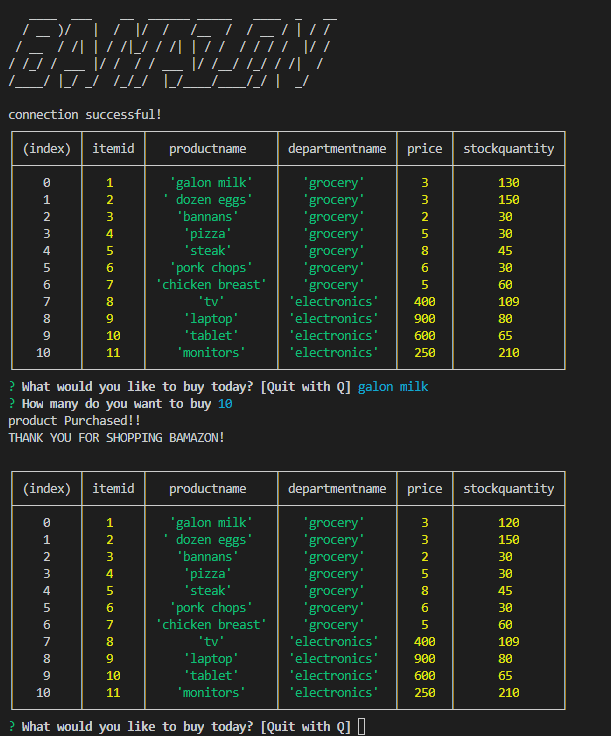 BAMAZON
connection successful!
(index) itemid productname departmentname price stockquantity
0 1 'galon milk' 'grocery' 3 130
1 2 ' dozen eggs' 'grocery' 3 150
2 3 'bannans' 'grocery' 2 30
3 4 'pizza' 'grocery' 5 30
4 5 'steak' 'grocery' 8 45
5 6 'pork chops' 'grocery' 6 30
6 7 'chicken breast' 'grocery' 5 60
7 8 'tv' 'electronics' 400 109
8 9 'laptop' 'electronics' 900 80
9 10 'tablet' 'electronics' 600 65
10 11 'monitors' 'electronics' 250 210
? What would you like to buy today? [Quit with Q] galon milk
? How many do you want to buy 10
product Purchased!!
THANK YOU FOR SHOPPING BAMAZON!
(index) itemid productname departmentname price stockquantity
0 1 'galon milk' 'grocery' 3 120
1 2 ' dozen eggs' 'grocery' 3 150
2 3 'bannans' 'grocery' 2 30
3 4 'pizza' 'grocery' 5 30
4 5 'steak' 'grocery' 8 45
5 6 'pork chops' 'grocery' 6 30
6 7 'chicken breast' 'grocery' 5 60
7 8 'tv' 'electronics' 400 109
8 9 'laptop' 'electronics' 900 80
9 10 'tablet' 'electronics' 600 65
10 11 'monitors' 'electronics' 250 210
? What would you like to buy today? [Quit with Q]